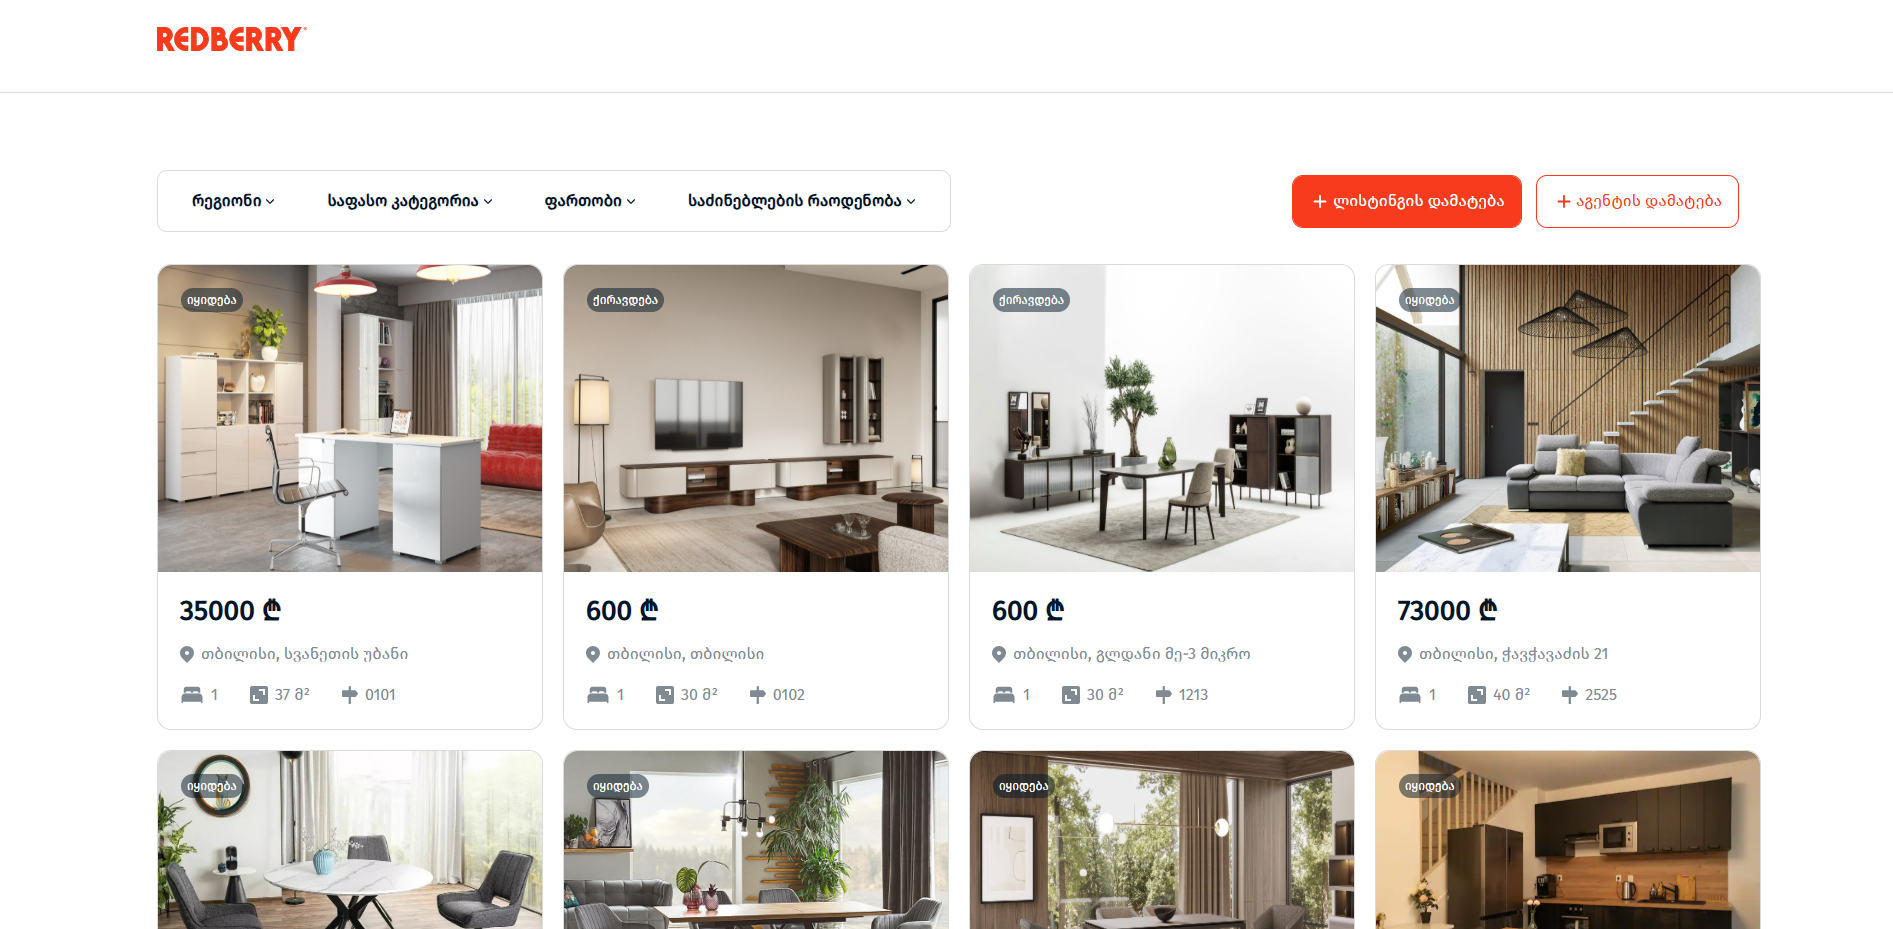 REDBERRY
რეგიონი
საფასო კატეგორია
ფართობი
საძინებლების რაოდენობა
+ ლისტინგის დამატება
+ აგენტის დამატება
იყიდება
ქირავდება
ქირავდება
იყიდება
35000 ₾
600 ₾
600 ₾
73000 ₾
თბილისი, სვანეთის უბანი
თბილისი, თბილისი
თბილისი, გლდანი მე-3 მიკრო
თბილისი, ჭავჭავაძის 21
1 37 მ² 0101
1 30 მ² 0102
1 30 მ² 1213
1 40 მ² 2525
იყიდება
იყიდება
იყიდება
იყიდება